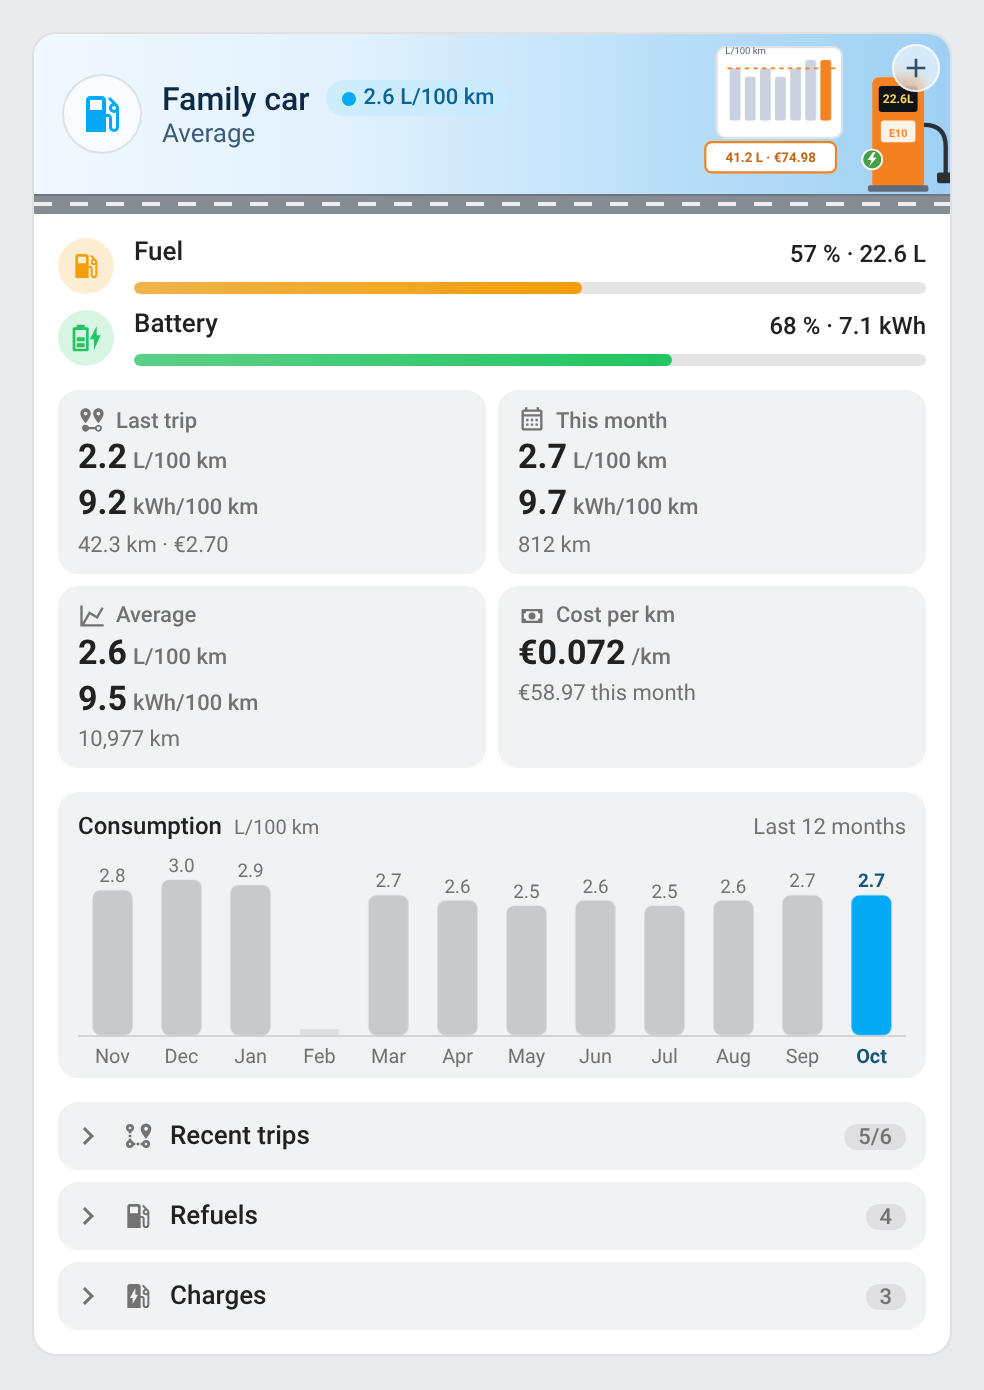 Family car
2.6 L/100 km
Average
L/100 km
41.2 L · €74.98
22.6L
E10
Fuel
57 % · 22.6 L
Battery
68 % · 7.1 kWh
Last trip
2.2 L/100 km
9.2 kWh/100 km
42.3 km · €2.70
This month
2.7 L/100 km
9.7 kWh/100 km
812 km
Average
2.6 L/100 km
9.5 kWh/100 km
10,977 km
Cost per km
€0.072 /km
€58.97 this month
Consumption L/100 km
Last 12 months
2.8 3.0 2.9 2.7 2.6 2.5 2.6 2.5 2.6 2.7 2.7
Nov Dec Jan Feb Mar Apr May Jun Jul Aug Sep Oct
Recent trips
5/6
Refuels
4
Charges
3